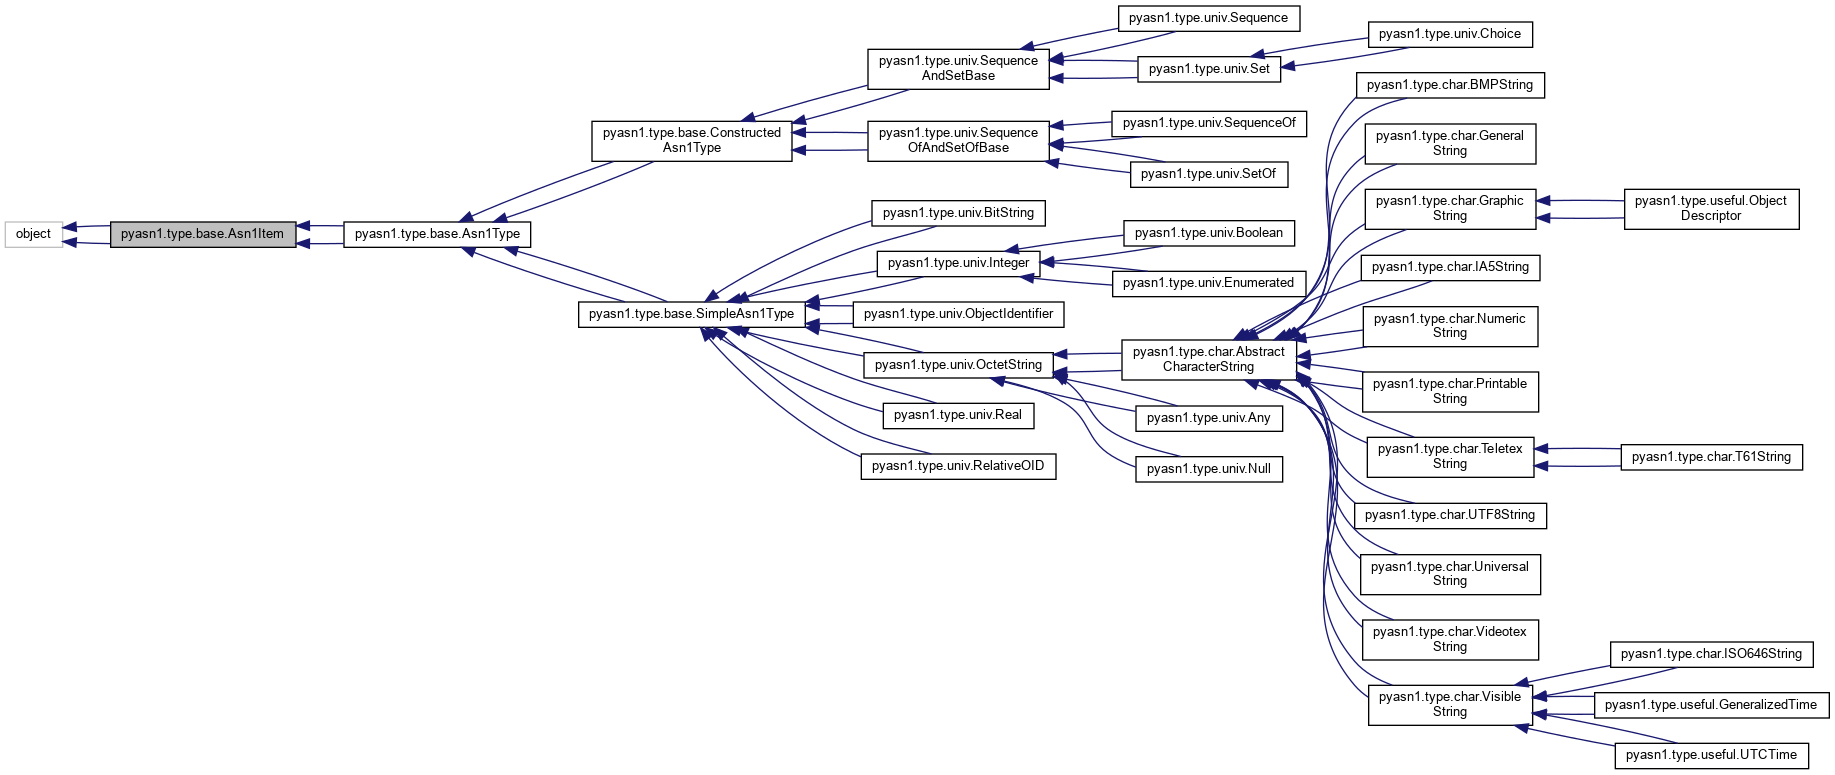 object
pyasn1.type.base.Asn1Item
pyasn1.type.base.Asn1Type
pyasn1.type.base.Constructed
Asn1Type
pyasn1.type.base.SimpleAsn1Type
pyasn1.type.univ.Sequence
AndSetBase
pyasn1.type.univ.Sequence
OfAndSetOfBase
pyasn1.type.univ.BitString
pyasn1.type.univ.Integer
pyasn1.type.univ.ObjectIdentifier
pyasn1.type.univ.OctetString
pyasn1.type.univ.Real
pyasn1.type.univ.RelativeOID
pyasn1.type.univ.Sequence
pyasn1.type.univ.Set
pyasn1.type.univ.SequenceOf
pyasn1.type.univ.SetOf
pyasn1.type.univ.Boolean
pyasn1.type.univ.Enumerated
pyasn1.type.char.Abstract
CharacterString
pyasn1.type.univ.Any
pyasn1.type.univ.Null
pyasn1.type.univ.Choice
pyasn1.type.char.BMPString
pyasn1.type.char.General
String
pyasn1.type.char.Graphic
String
pyasn1.type.char.IA5String
pyasn1.type.char.Numeric
String
pyasn1.type.char.Printable
String
pyasn1.type.char.Teletex
String
pyasn1.type.char.UTF8String
pyasn1.type.char.Universal
String
pyasn1.type.char.Videotex
String
pyasn1.type.char.Visible
String
pyasn1.type.useful.Object
Descriptor
pyasn1.type.char.T61String
pyasn1.type.char.ISO646String
pyasn1.type.useful.GeneralizedTime
pyasn1.type.useful.UTCTime